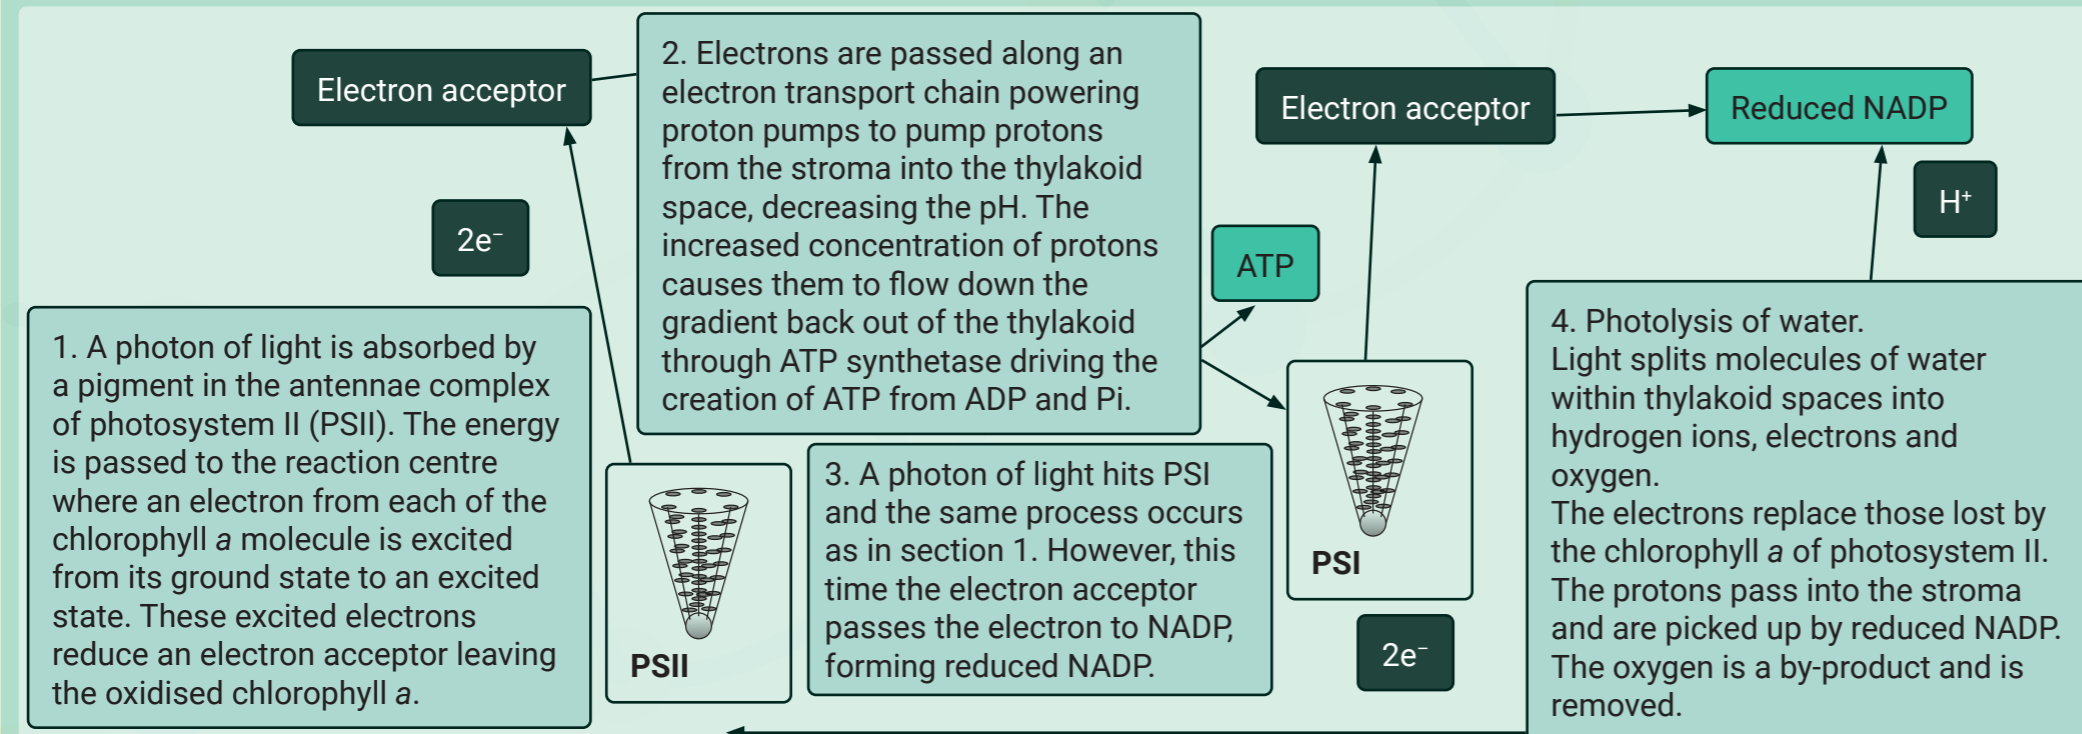 Electron acceptor
2e⁻
1. A photon of light is absorbed by
a pigment in the antennae complex
of photosystem II (PSII). The energy
is passed to the reaction centre
where an electron from each of the
chlorophyll a molecule is excited
from its ground state to an excited
state. These excited electrons
reduce an electron acceptor leaving
the oxidised chlorophyll a.
PSII
2. Electrons are passed along an
electron transport chain powering
proton pumps to pump protons
from the stroma into the thylakoid
space, decreasing the pH. The
increased concentration of protons
causes them to flow down the
gradient back out of the thylakoid
through ATP synthetase driving the
creation of ATP from ADP and Pi.
ATP
3. A photon of light hits PSI
and the same process occurs
as in section 1. However, this
time the electron acceptor
passes the electron to NADP,
forming reduced NADP.
PSI
2e⁻
Electron acceptor
Reduced NADP
H⁺
4. Photolysis of water.
Light splits molecules of water
within thylakoid spaces into
hydrogen ions, electrons and
oxygen.
The electrons replace those lost by
the chlorophyll a of photosystem II.
The protons pass into the stroma
and are picked up by reduced NADP.
The oxygen is a by-product and is
removed.